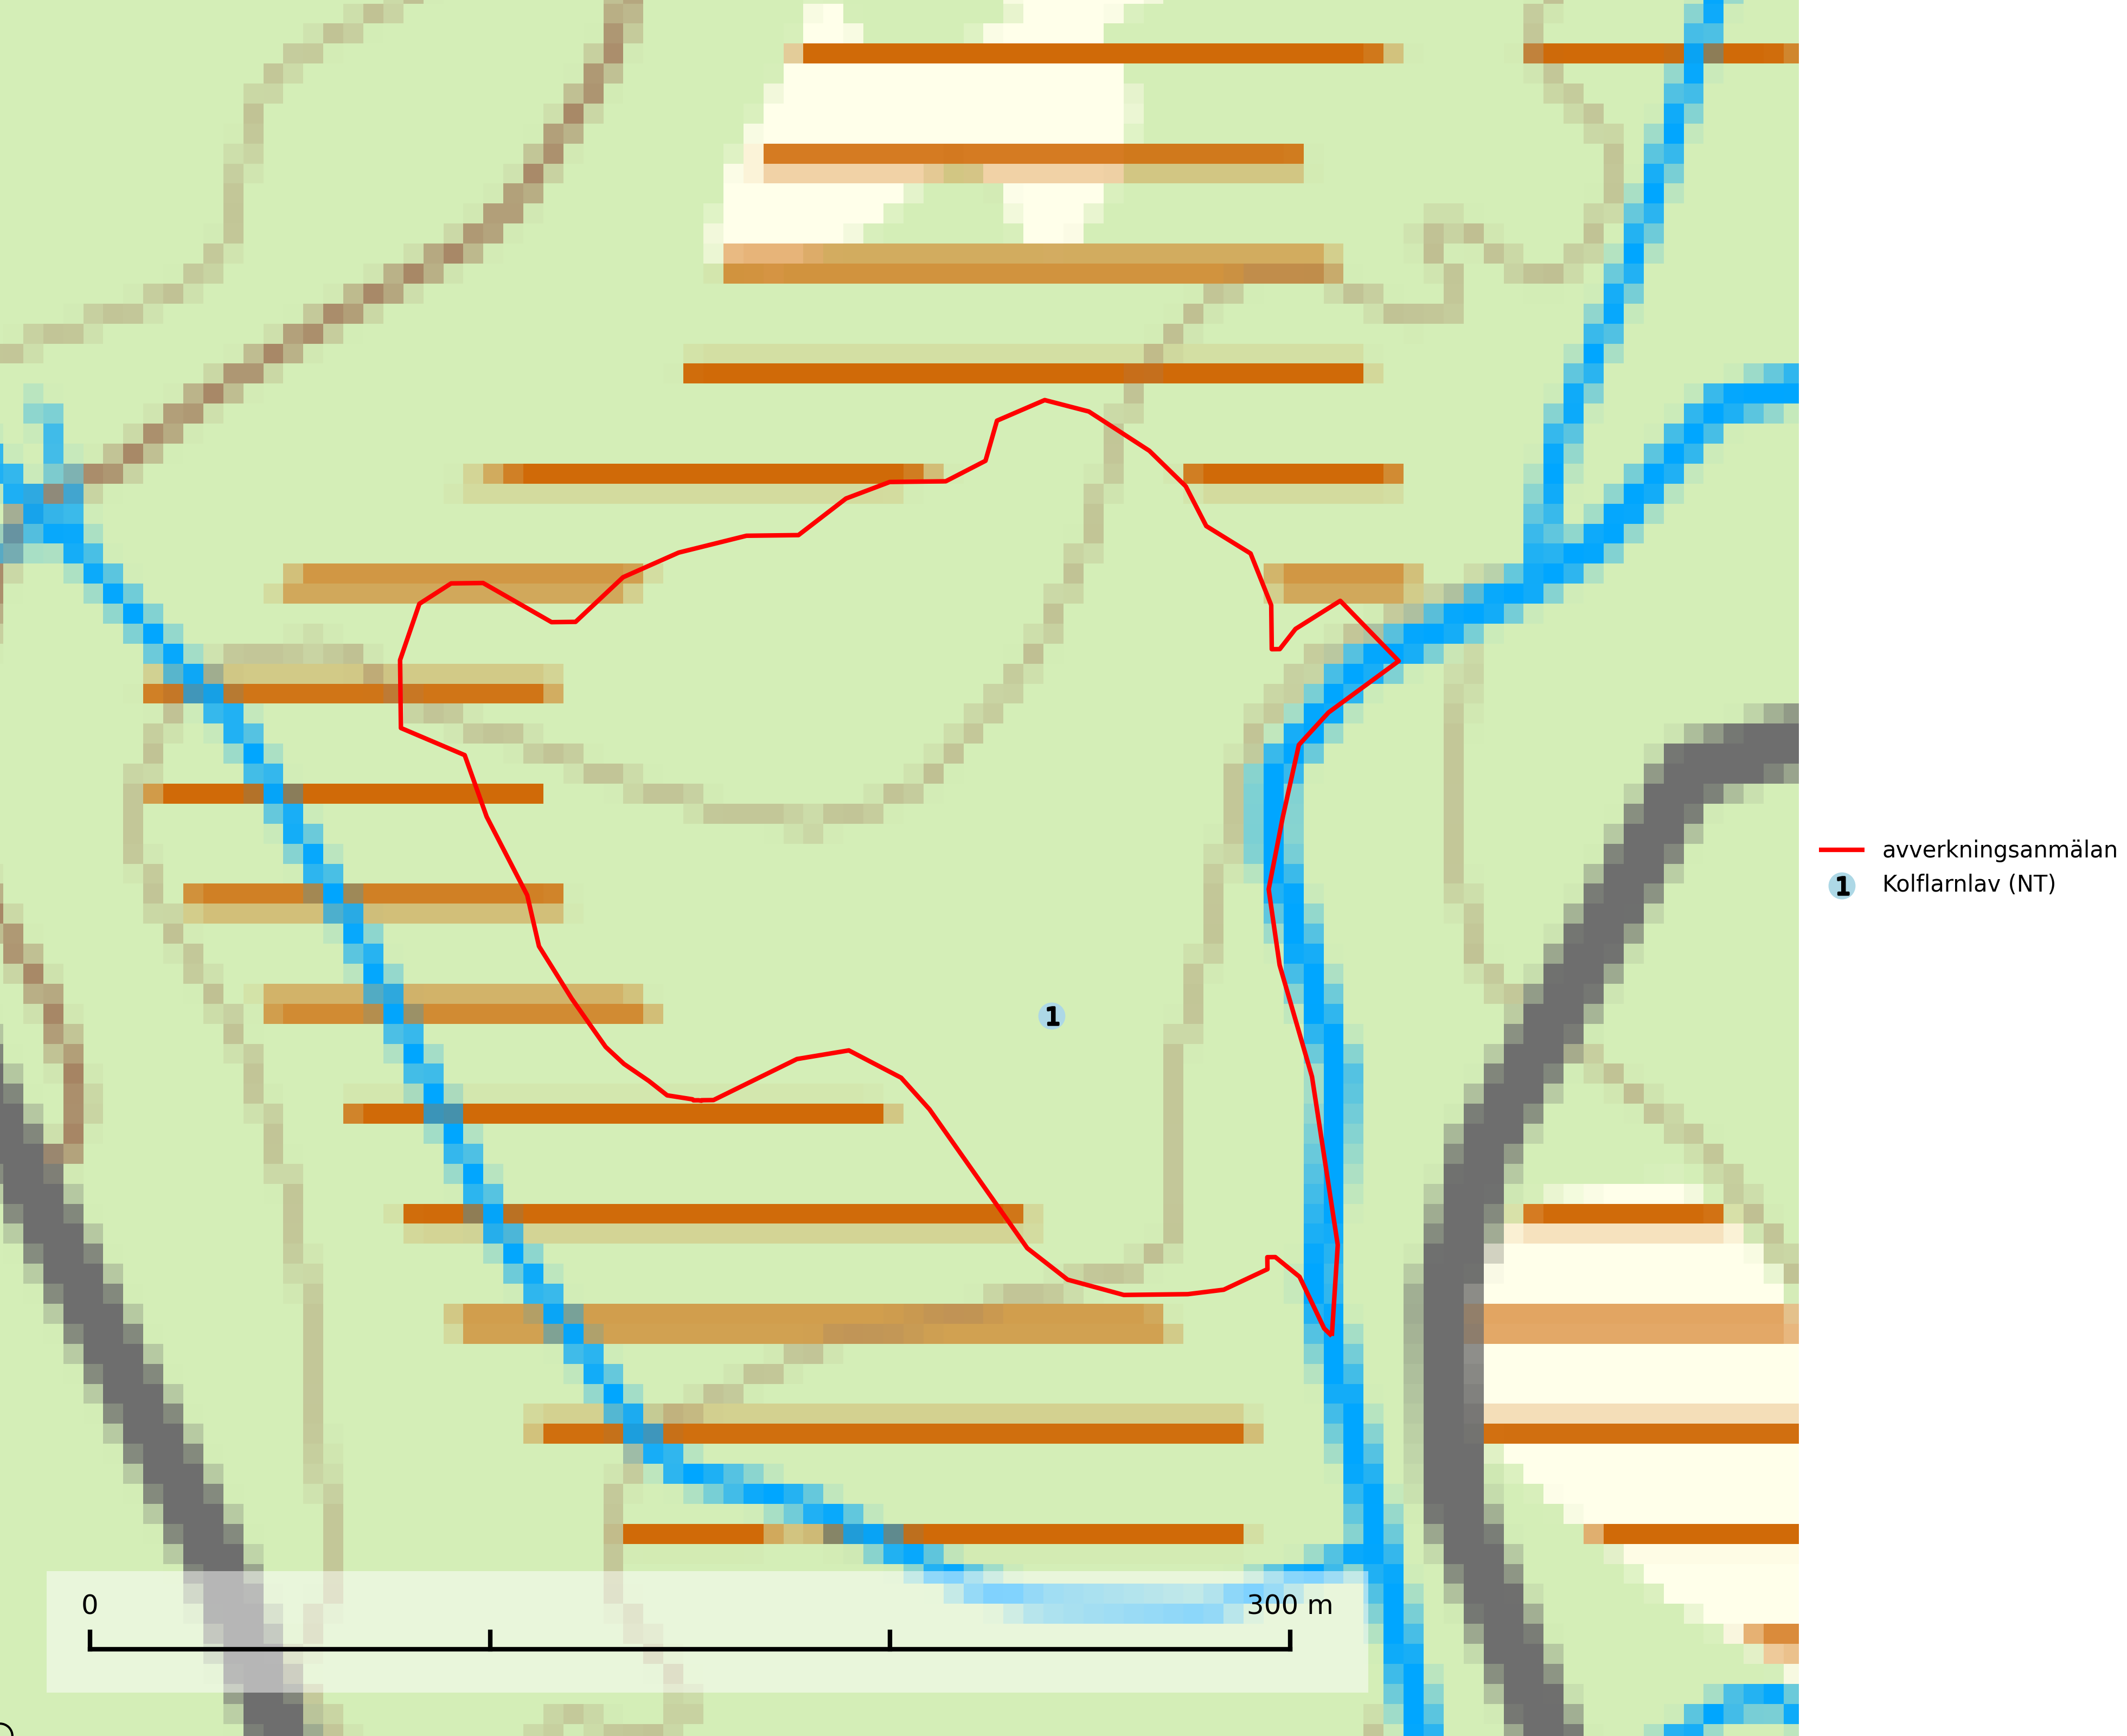 1
avverkningsanmälan
1 Kolflarnlav (NT)
0 300 m